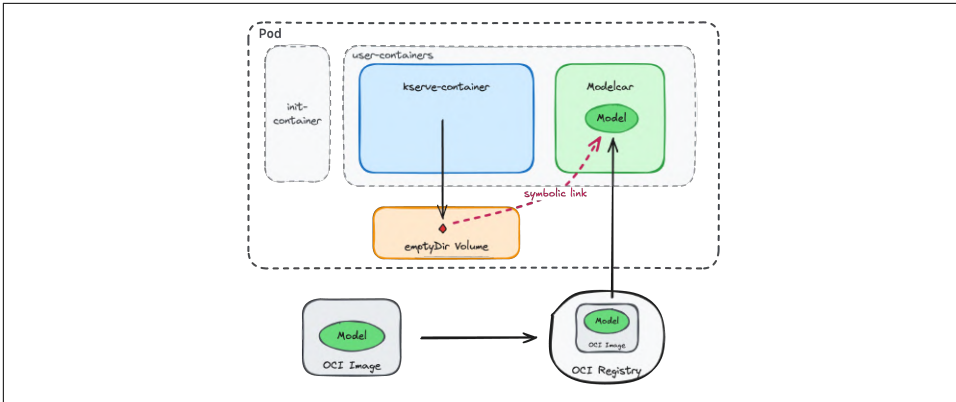 Pod
user-containers
init-
container
kserve-container
Modelcar
Model
symbolic link
emptyDir Volume
Model
OCI Image
Model
OCI Image
OCI Registry